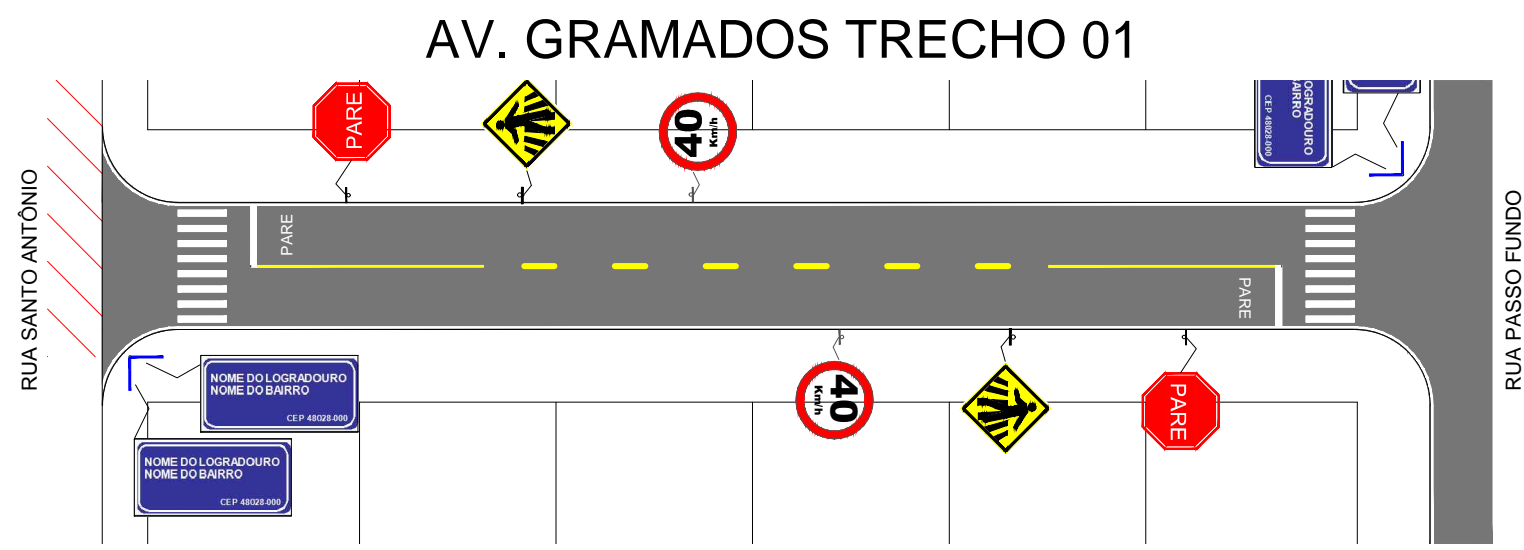 AV. GRAMADOS TRECHO 01
PARE
40
Km/h
OGRADOURO
AIRRO
CEP 48028-000
RUA SANTO ANTÔNIO
PARE
PARE
RUA PASSO FUNDO
NOME DO LOGRADOURO
NOME DO BAIRRO
CEP 48028-000
NOME DO LOGRADOURO
NOME DO BAIRRO
CEP 48028-000
40
Km/h
PARE